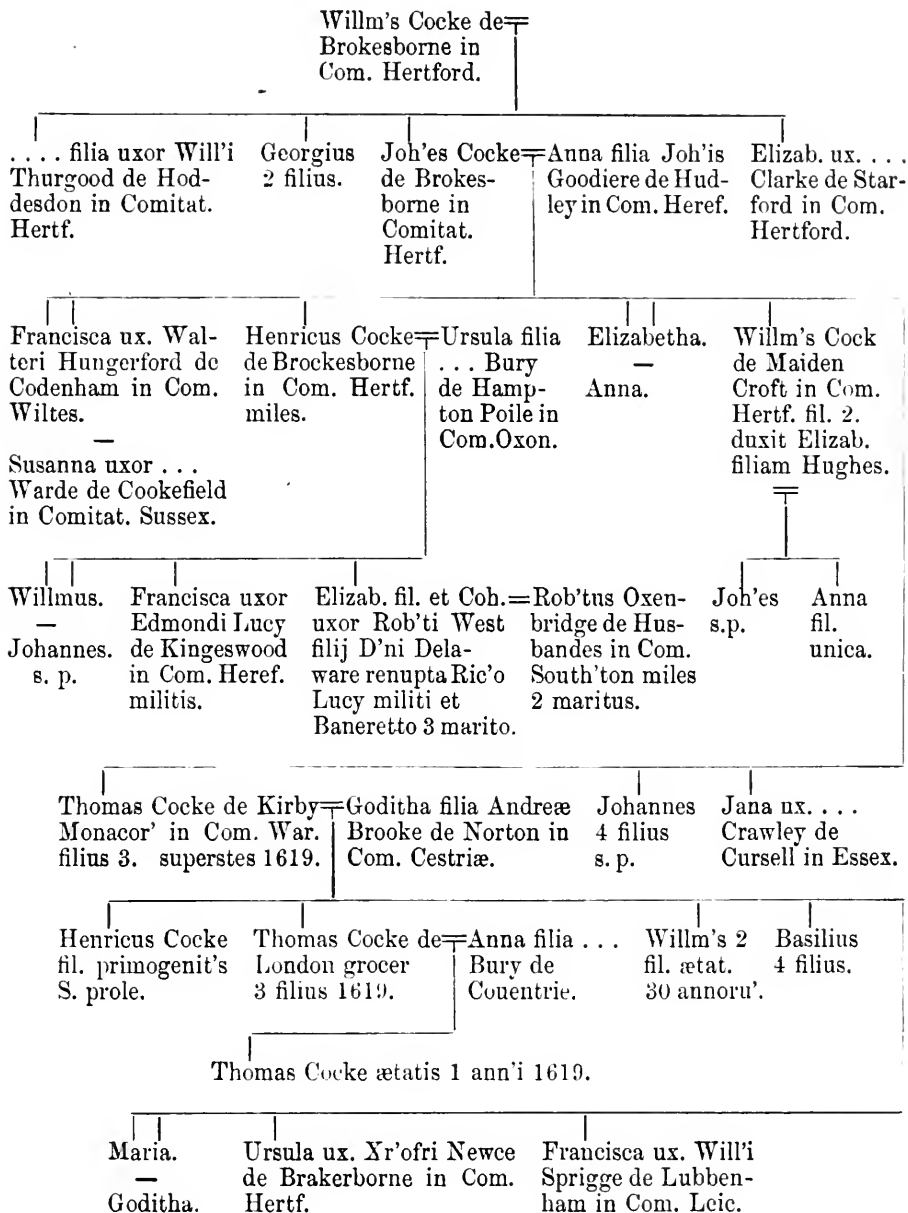 Willm's Cocke de
Brokesborne in
Com. Hertford.
. . . . filia uxor Will'i
Thurgood de Hod-
desdon in Comitat.
Hertf.
Georgius
2 filius.
Joh'es Cocke
de Brokes-
borne in
Comitat.
Hertf.
Anna filia Joh'is
Goodiere de Hud-
ley in Com. Heref.
Elizab. ux. . . .
Clarke de Star-
ford in Com.
Hertford.
Francisca ux. Wal-
teri Hungerford de
Codenham in Com.
Wiltes.
—
Susanna uxor . . .
Warde de Cookefield
in Comitat. Sussex.
Henricus Cocke
de Brockesborne
in Com. Hertf.
miles.
Ursula filia
. . . Bury
de Hamp-
ton Poile in
Com. Oxon.
Elizabetha.
—
Anna.
Willm's Cock
de Maiden
Croft in Com.
Hertf. fil. 2.
duxit Elizab.
filiam Hughes.
Willmus.
—
Johannes.
s. p.
Francisca uxor
Edmondi Lucy
de Kingeswood
in Com. Heref.
militis.
Elizab. fil. et Coh.
uxor Rob'ti West
filij D'ni Dela-
ware renupta Ric'o
Lucy militi et
Baneretto 3 marito.
Rob'tus Oxen-
bridge de Hus-
bandes in Com.
South'ton miles
2 maritus.
Joh'es
s.p.
Anna
fil.
unica.
Thomas Cocke de Kirby
Monacor' in Com. War.
filius 3. superstes 1619.
Goditha filia Andreæ
Brooke de Norton in
Com. Cestriæ.
Johannes
4 filius
s. p.
Jana ux. . . .
Crawley de
Cursell in Essex.
Henricus Cocke
fil. primogenit's
S. prole.
Thomas Cocke de
London grocer
3 filius 1619.
Anna filia . . .
Bury de
Couentrie.
Willm's 2
fil. ætat.
30 annoru'.
Basilius
4 filius.
Thomas Cocke ætatis 1 ann'i 1619.
Maria.
—
Goditha.
Ursula ux. Xr'ofri Newce
de Brakerborne in Com.
Hertf.
Francisca ux. Will'i
Sprigge de Lubben-
ham in Com. Leic.